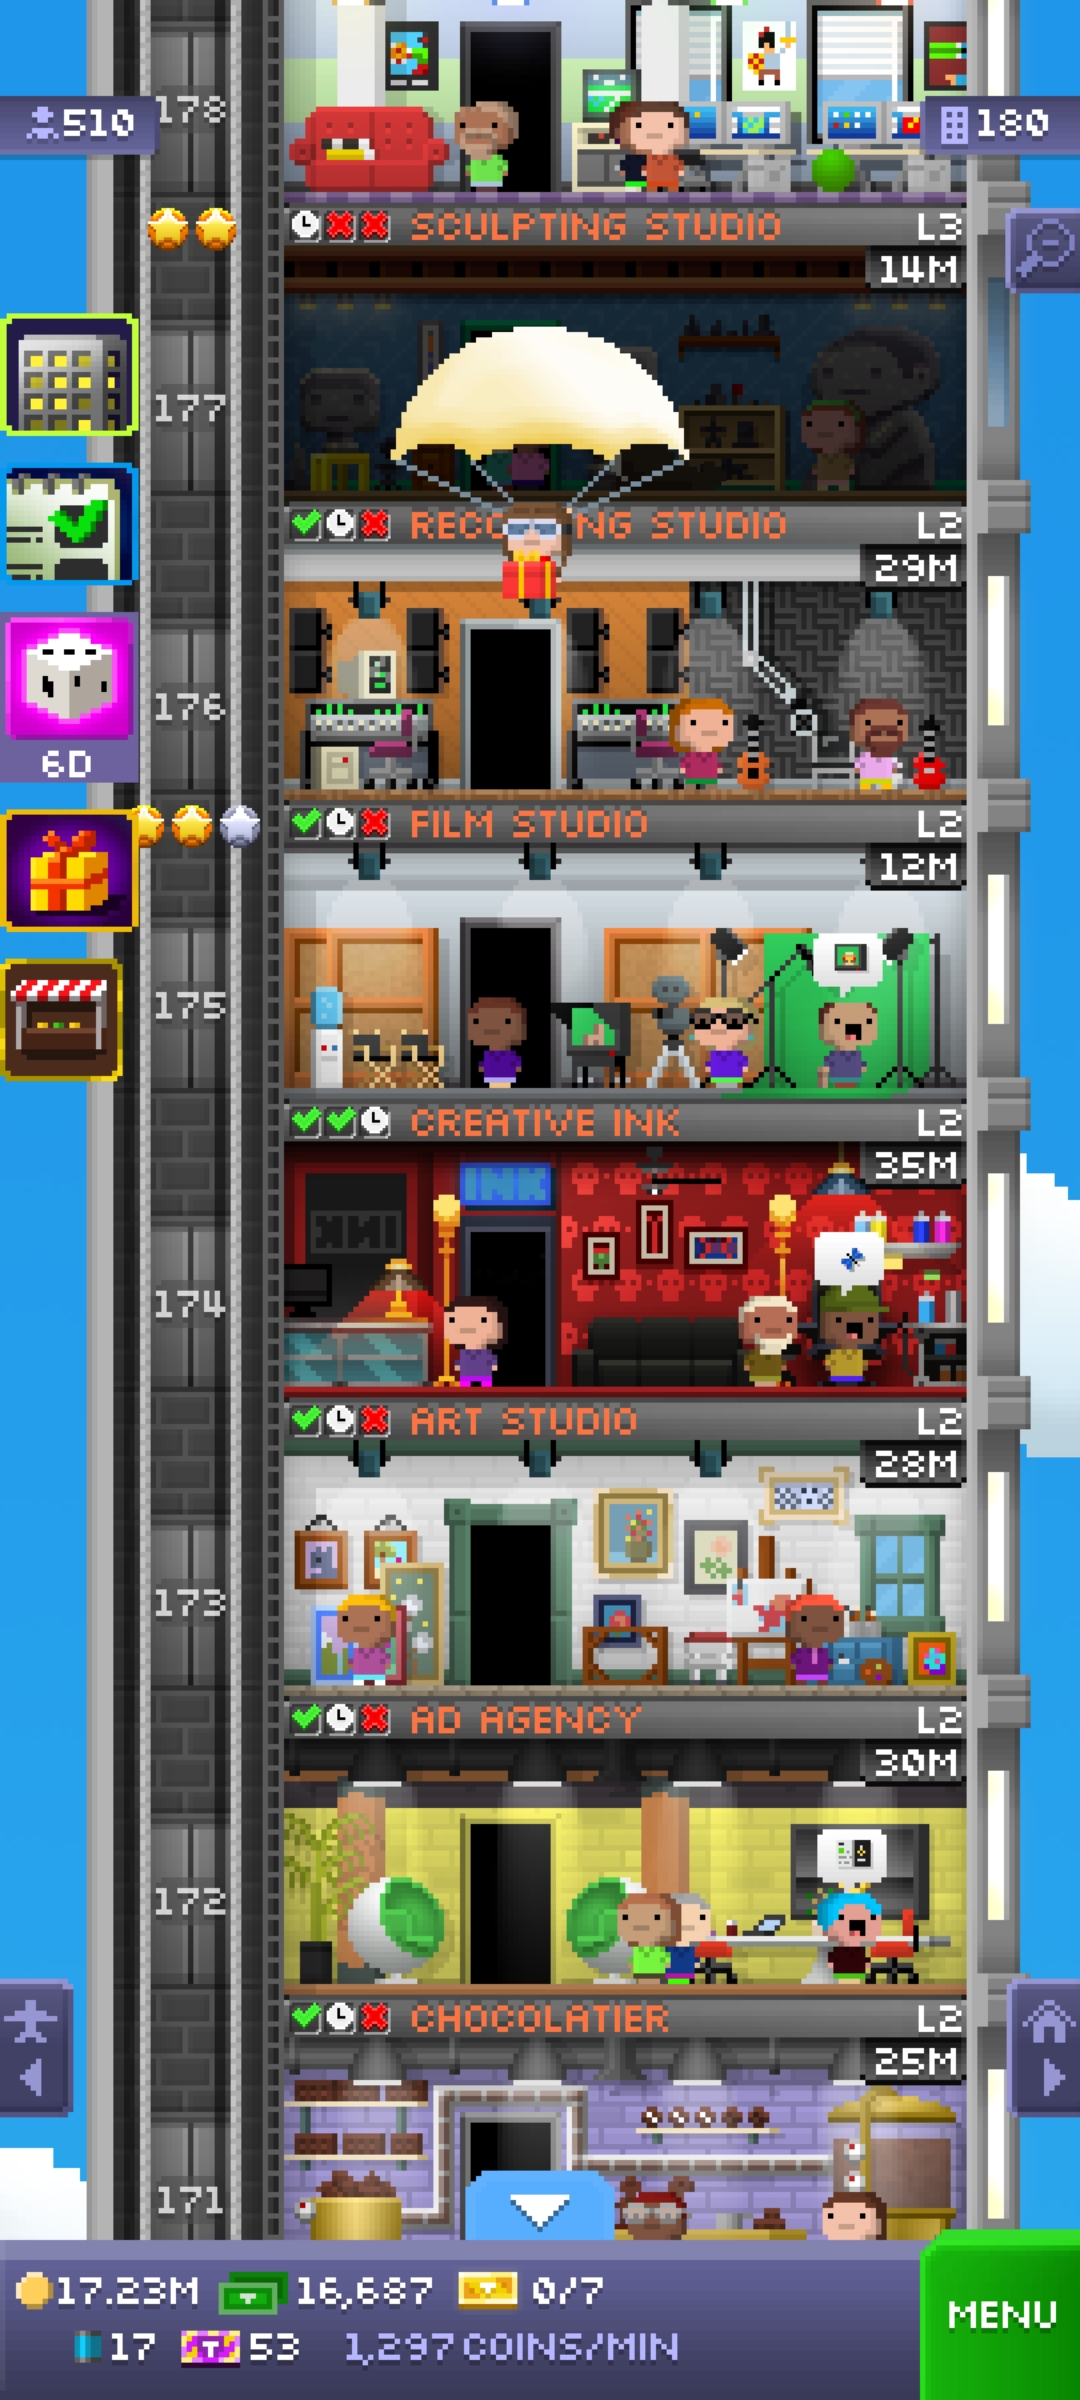 178
510
180
SCULPTING STUDIO L3
14M
177
REC NG STUDIO L2
29M
176
6D
FILM STUDIO L2
12M
175
CREATIVE INK L2
35M
INK
INK
174
ART STUDIO L2
28M
173
AD AGENCY L2
30M
172
CHOCOLATIER L2
25M
171
17.23M 16,687 0/7
MENU
17 53 1,297 COINS/MIN